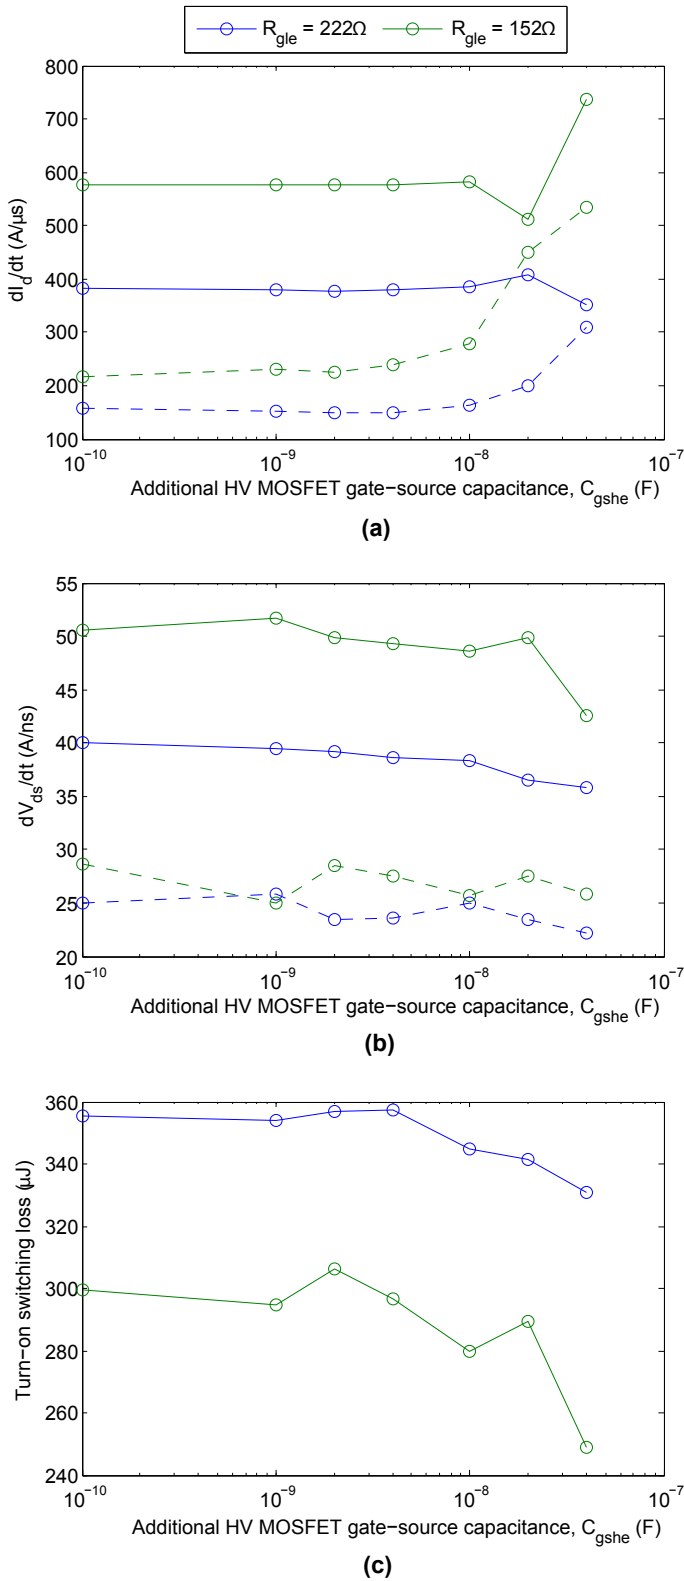 R_gle = 222Ω R_gle = 152Ω
800
700
600
500
400
300
200
100
dI_d/dt (A/μs)
10^−10 10^−9 10^−8 10^−7
Additional HV MOSFET gate−source capacitance, C_gshe (F)
(a)
55
50
45
40
35
30
25
20
dV_ds/dt (A/ns)
10^−10 10^−9 10^−8 10^−7
Additional HV MOSFET gate−source capacitance, C_gshe (F)
(b)
360
340
320
300
280
260
240
Turn−on switching loss (μJ)
10^−10 10^−9 10^−8 10^−7
Additional HV MOSFET gate−source capacitance, C_gshe (F)
(c)